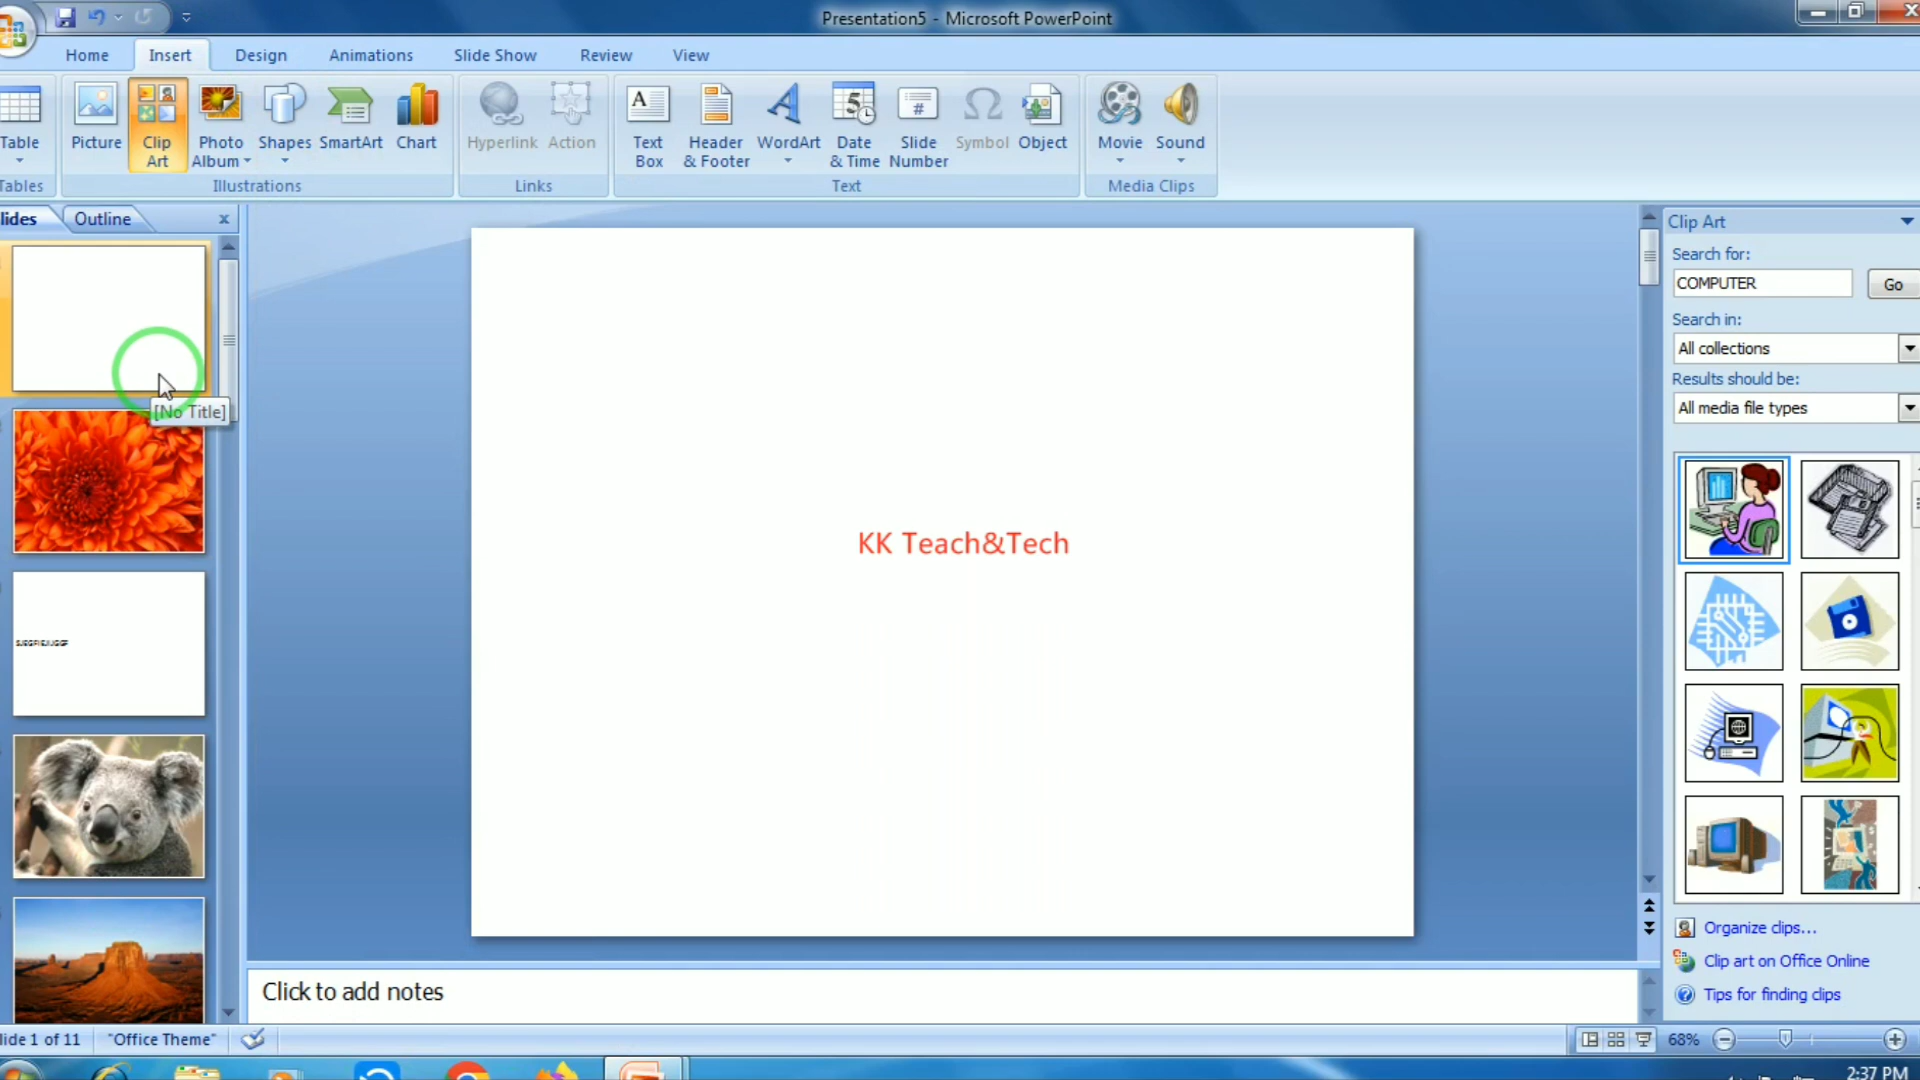 Presentation5 - Microsoft PowerPoint
Home Insert Design Animations Slide Show Review View
Table
Picture
Clip
Art
Photo
Album
Shapes
SmartArt
Chart
Hyperlink
Action
Text
Box
Header
& Footer
WordArt
Date
& Time
Slide
Number
Symbol
Object
Movie
Sound
Tables Illustrations Links Text Media Clips
lides Outline
[No Title]
KK Teach&Tech
Click to add notes
Clip Art
Search for:
COMPUTER Go
Search in:
All collections
Results should be:
All media file types
Organize clips...
Clip art on Office Online
Tips for finding clips
lide 1 of 11 "Office Theme" 68%
2:37 PM